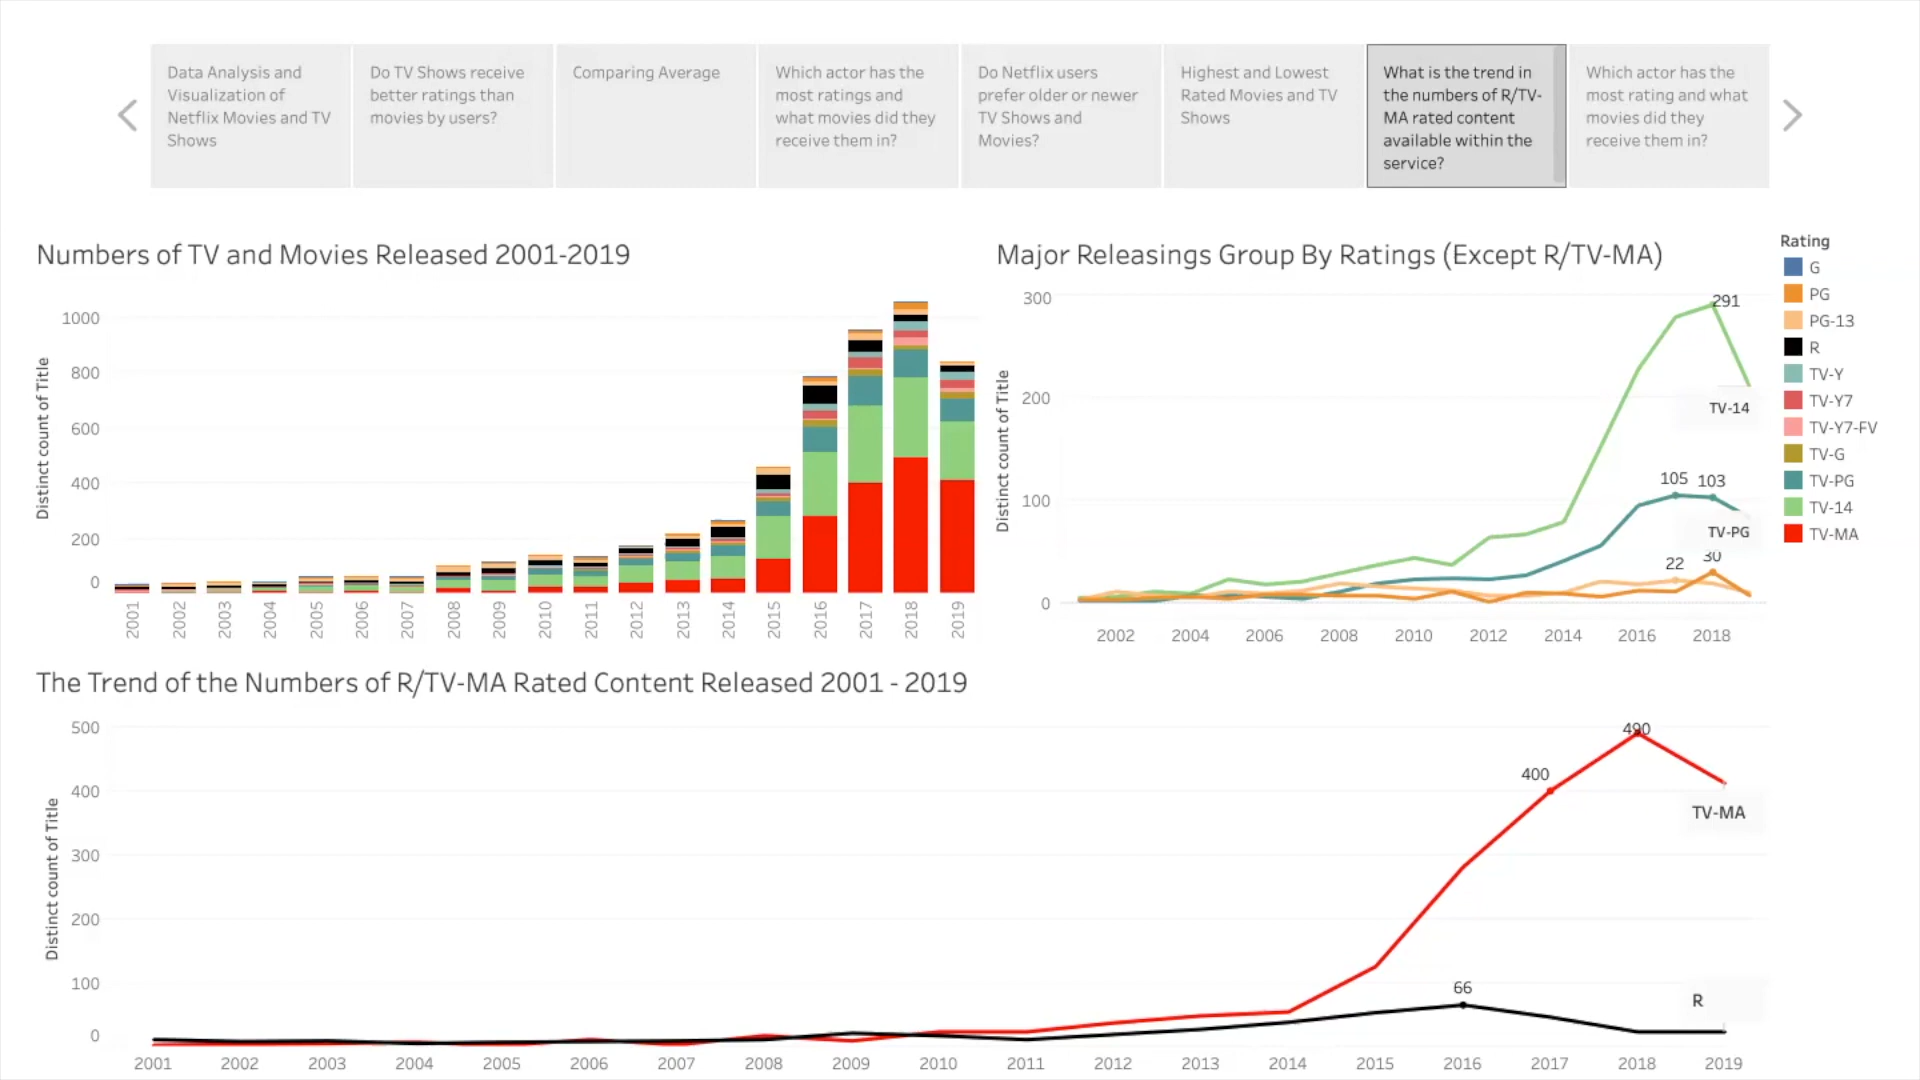 Data Analysis and
Visualization of
Netflix Movies and TV
Shows
Do TV Shows receive
better ratings than
movies by users?
Comparing Average
Which actor has the
most ratings and
what movies did they
receive them in?
Do Netflix users
prefer older or newer
TV Shows and
Movies?
Highest and Lowest
Rated Movies and TV
Shows
What is the trend in
the numbers of R/TV-
MA rated content
available within the
service?
Which actor has the
most rating and what
movies did they
receive them in?
Numbers of TV and Movies Released 2001-2019
Distinct count of Title
1000
800
600
400
200
0
2001
2002
2003
2004
2005
2006
2007
2008
2009
2010
2011
2012
2013
2014
2015
2016
2017
2018
2019
Major Releasings Group By Ratings (Except R/TV-MA)
Distinct count of Title
300
200
100
0
291
TV-14
105 103
TV-PG
22 30
2002 2004 2006 2008 2010 2012 2014 2016 2018
Rating
G
PG
PG-13
R
TV-Y
TV-Y7
TV-Y7-FV
TV-G
TV-PG
TV-14
TV-MA
The Trend of the Numbers of R/TV-MA Rated Content Released 2001 - 2019
Distinct count of Title
500
400
300
200
100
0
490
400
TV-MA
66
R
2001 2002 2003 2004 2005 2006 2007 2008 2009 2010 2011 2012 2013 2014 2015 2016 2017 2018 2019